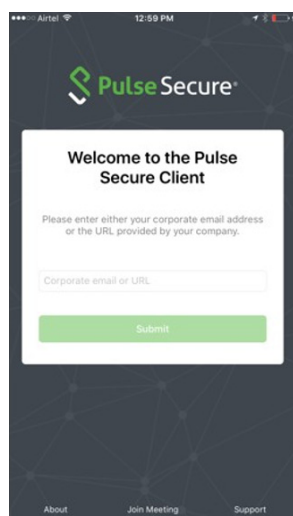 Airtel 12:59 PM
Pulse Secure®
Welcome to the Pulse
Secure Client
Please enter either your corporate email address
or the URL provided by your company.
Corporate email or URL
Submit
About Join Meeting Support